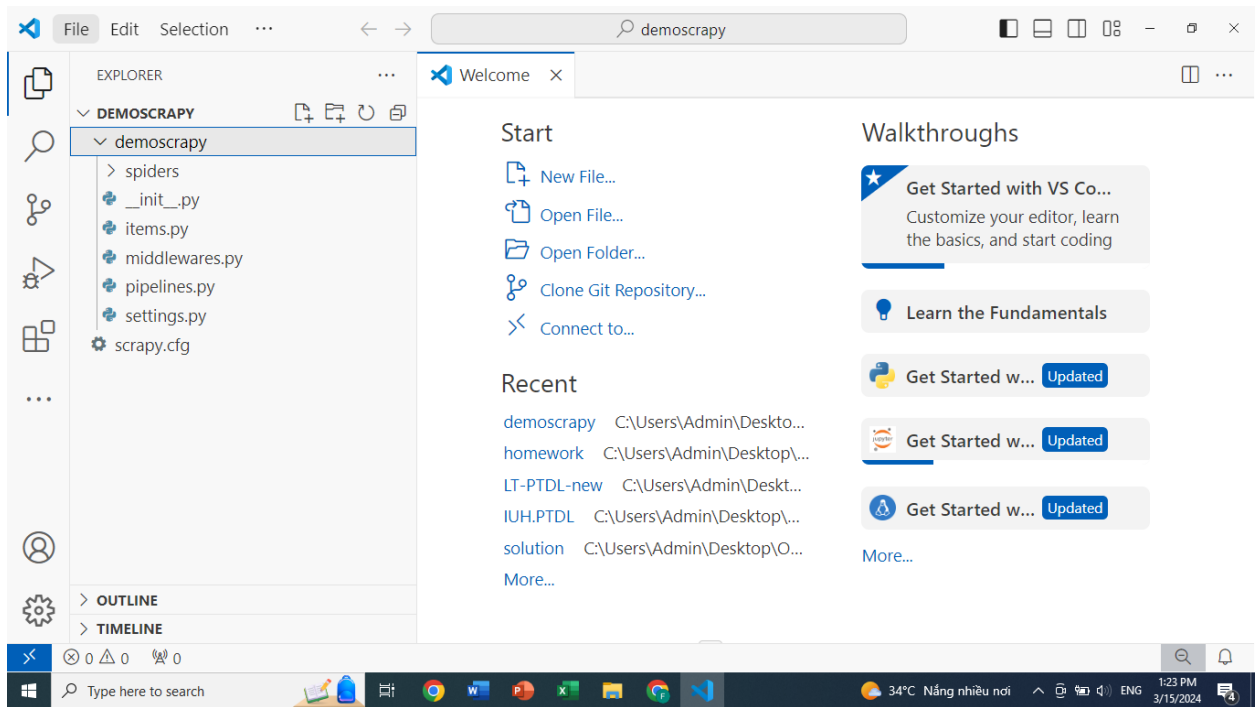 File Edit Selection ··· demoscrapy
EXPLORER ···
Welcome
DEMOSCRAPY
demoscrapy
spiders
__init__.py
items.py
middlewares.py
pipelines.py
settings.py
scrapy.cfg
OUTLINE
TIMELINE
Start
New File...
Open File...
Open Folder...
Clone Git Repository...
Connect to...
Recent
demoscrapy C:\Users\Admin\Deskto...
homework C:\Users\Admin\Desktop\...
LT-PTDL-new C:\Users\Admin\Deskt...
IUH.PTDL C:\Users\Admin\Desktop\...
solution C:\Users\Admin\Desktop\O...
More...
Walkthroughs
Get Started with VS Co...
Customize your editor, learn
the basics, and start coding
Learn the Fundamentals
Get Started w... Updated
Get Started w... Updated
Get Started w... Updated
More...
0 0 0
Type here to search
34°C Nắng nhiều nơi
ENG
1:23 PM
3/15/2024
4